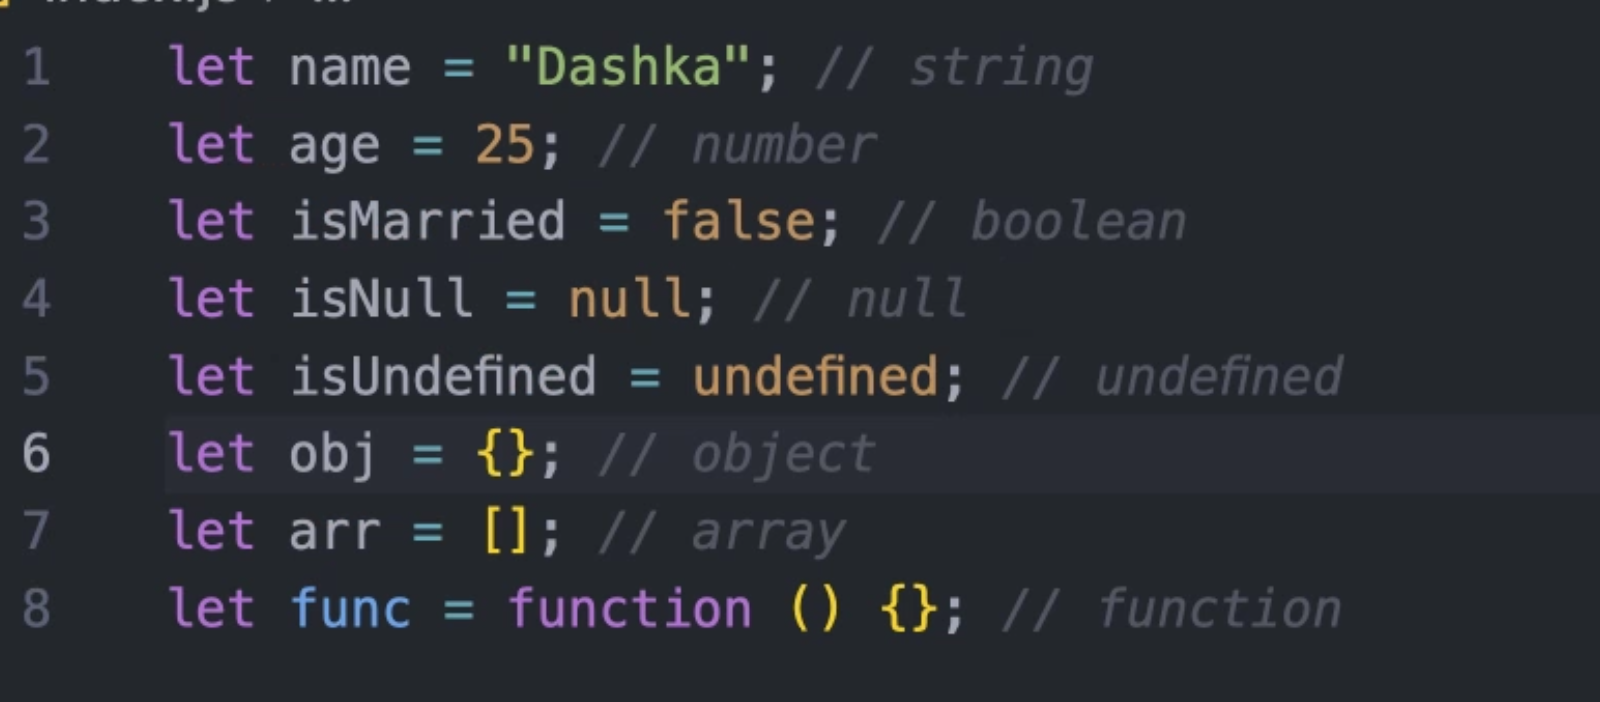 1 let name = "Dashka"; // string
2 let age = 25; // number
3 let isMarried = false; // boolean
4 let isNull = null; // null
5 let isUndefined = undefined; // undefined
6 let obj = {}; // object
7 let arr = []; // array
8 let func = function () {}; // function